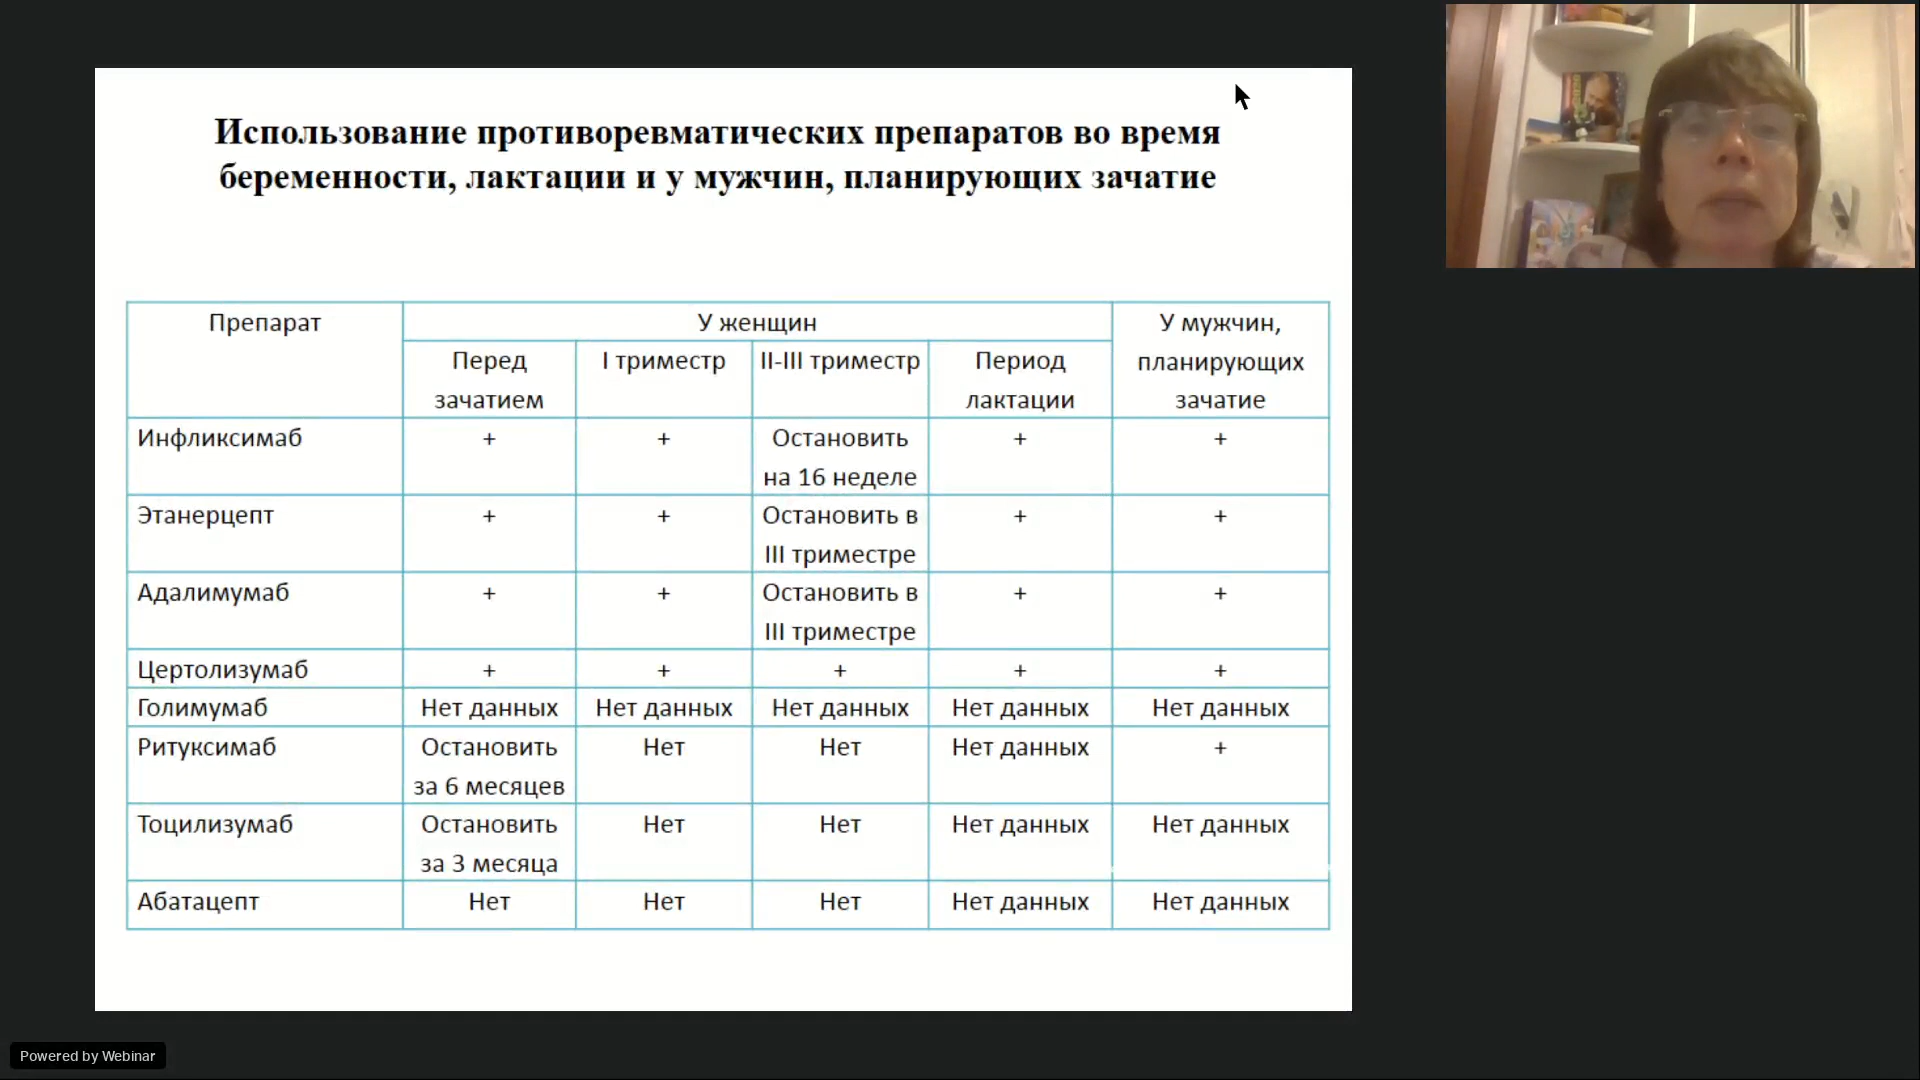 Использование противоревматических препаратов во время
беременности, лактации и у мужчин, планирующих зачатие
Препарат
У женщин
У мужчин,
планирующих
зачатие
Перед
зачатием
I триместр
II-III триместр
Период
лактации
Инфликсимаб
+
+
Остановить
на 16 неделе
+
+
Этанерцепт
+
+
Остановить в
III триместре
+
+
Адалимумаб
+
+
Остановить в
III триместре
+
+
Цертолизумаб
+
+
+
+
+
Голимумаб
Нет данных
Нет данных
Нет данных
Нет данных
Нет данных
Ритуксимаб
Остановить
за 6 месяцев
Нет
Нет
Нет данных
+
Тоцилизумаб
Остановить
за 3 месяца
Нет
Нет
Нет данных
Нет данных
Абатацепт
Нет
Нет
Нет
Нет данных
Нет данных
Powered by Webinar